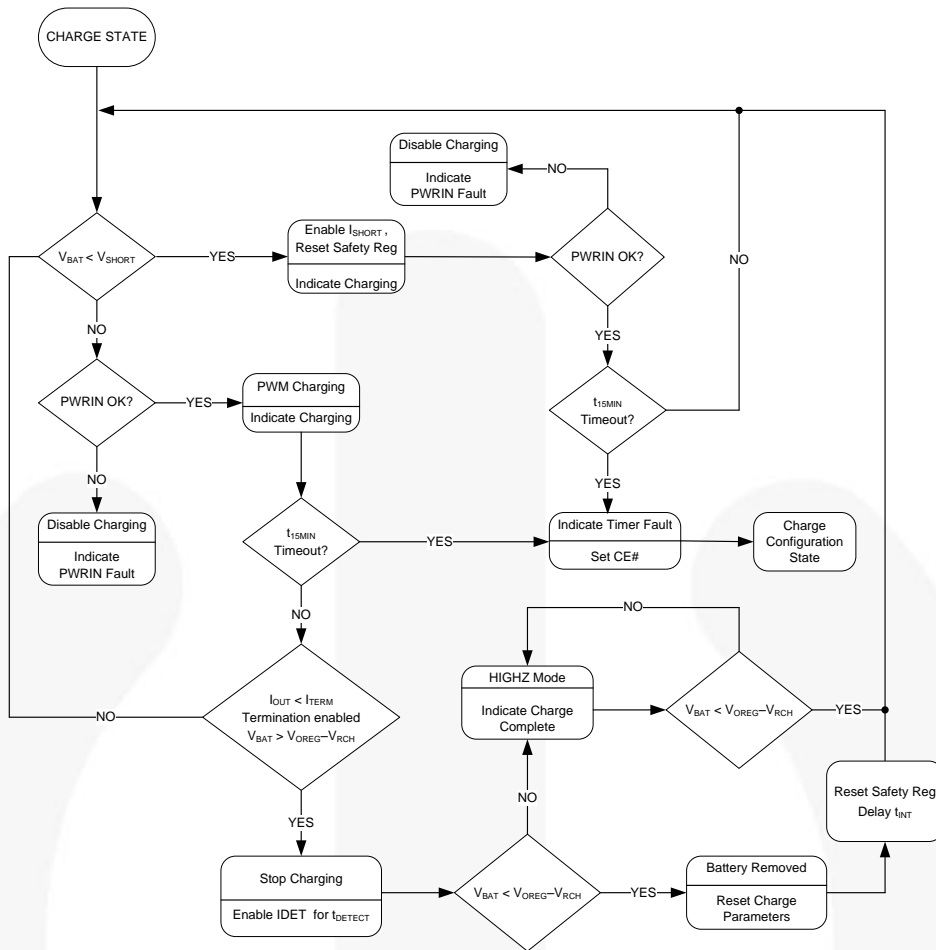 CHARGE STATE
Disable Charging
Indicate
PWRIN Fault
NO
V_BAT < V_SHORT
YES
Enable I_SHORT ,
Reset Safety Reg
Indicate Charging
PWRIN OK?
NO
NO
YES
PWRIN OK?
YES
PWM Charging
Indicate Charging
t_15MIN
Timeout?
NO
YES
Disable Charging
Indicate
PWRIN Fault
t_15MIN
Timeout?
YES
Indicate Timer Fault
Set CE#
Charge
Configuration
State
NO
NO
I_OUT < I_TERM
Termination enabled
V_BAT > V_OREG–V_RCH
NO
HIGHZ Mode
Indicate Charge
Complete
V_BAT < V_OREG–V_RCH
YES
YES
NO
Reset Safety Reg
Delay t_INT
Stop Charging
Enable IDET for t_DETECT
V_BAT < V_OREG–V_RCH
YES
Battery Removed
Reset Charge
Parameters